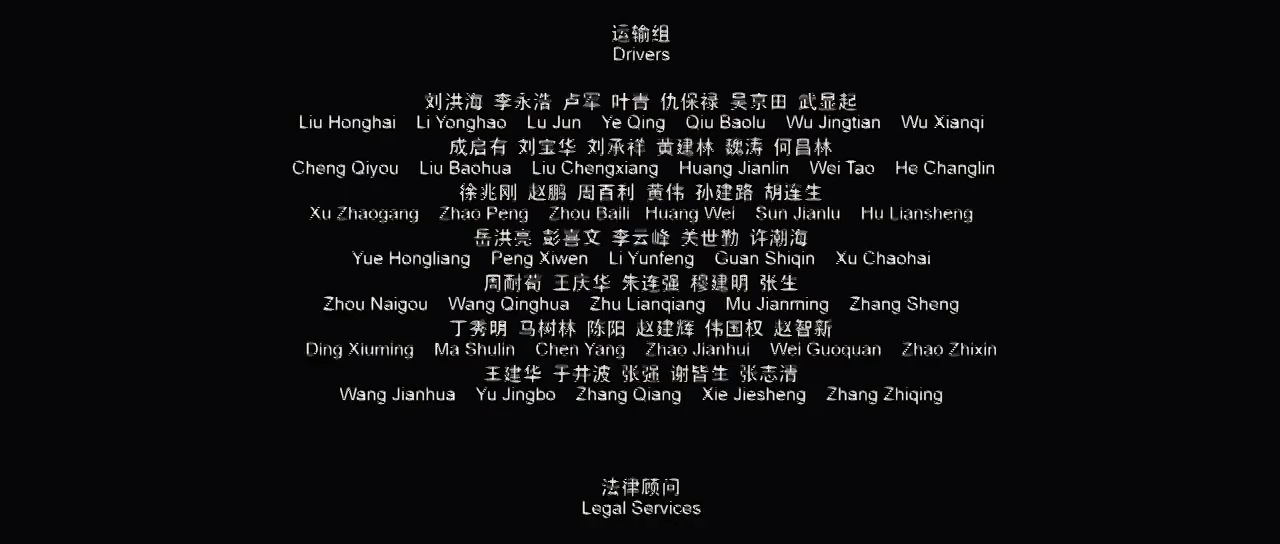 运输组
Drivers
刘洪海 李永浩 卢军 叶青 仇保禄 吴京田 武显起
Liu Honghai Li Yonghao Lu Jun Ye Qing Qiu Baolu Wu Jingtian Wu Xianqi
成启有 刘宝华 刘承祥 黄建林 魏涛 何昌林
Cheng Qiyou Liu Baohua Liu Chengxiang Huang Jianlin Wei Tao He Changlin
徐兆刚 赵鹏 周百利 黄伟 孙建路 胡连生
Xu Zhaogang Zhao Peng Zhou Baili Huang Wei Sun Jianlu Hu Liansheng
岳洪亮 彭喜文 李云峰 关世勤 许潮海
Yue Hongliang Peng Xiwen Li Yunfeng Guan Shiqin Xu Chaohai
周耐荀 王庆华 朱连强 穆建明 张生
Zhou Naigou Wang Qinghua Zhu Lianqiang Mu Jianming Zhang Sheng
丁秀明 马树林 陈阳 赵建辉 伟国权 赵智新
Ding Xiuming Ma Shulin Chen Yang Zhao Jianhui Wei Guoquan Zhao Zhixin
王建华 于井波 张强 谢皆生 张志清
Wang Jianhua Yu Jingbo Zhang Qiang Xie Jiesheng Zhang Zhiqing
法律顾问
Legal Services